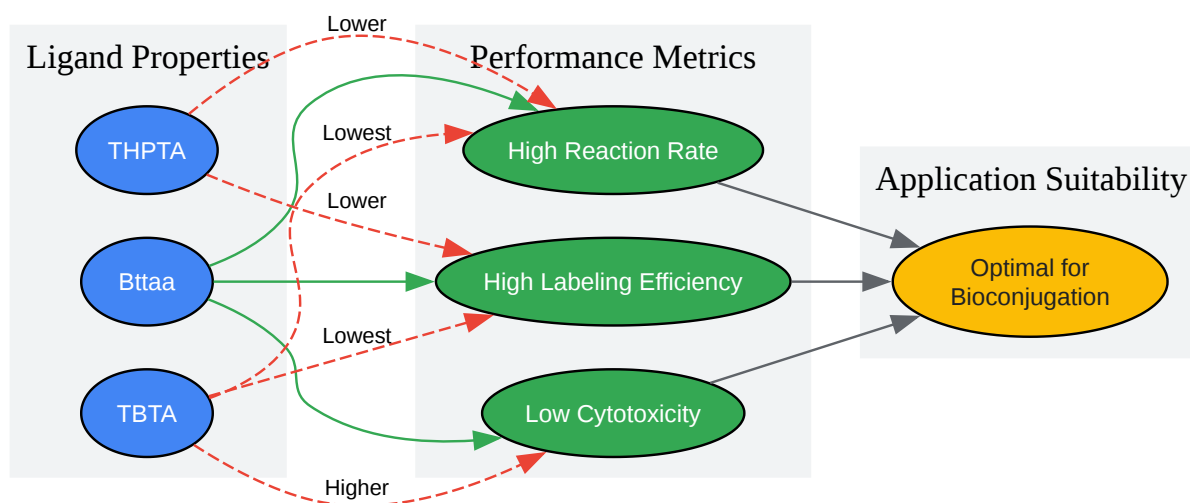 Ligand Properties
THPTA
Bttaa
TBTA
Lower
Lowest
Lower
Lowest
Higher
Performance Metrics
High Reaction Rate
High Labeling Efficiency
Low Cytotoxicity
Application Suitability
Optimal for
Bioconjugation